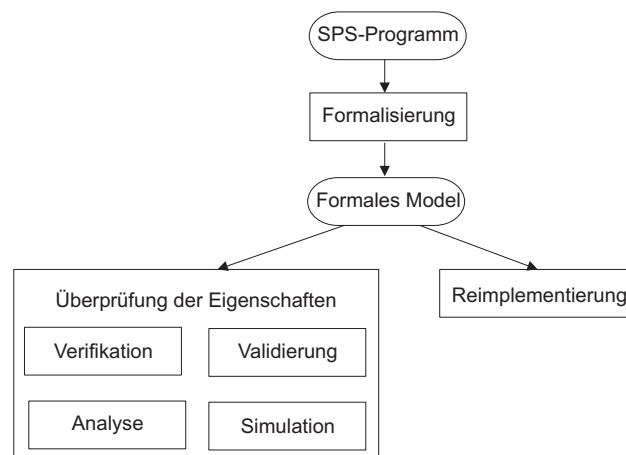 SPS-Programm
Formalisierung
Formales Model
Überprüfung der Eigenschaften
Reimplementierung
Verifikation
Validierung
Analyse
Simulation